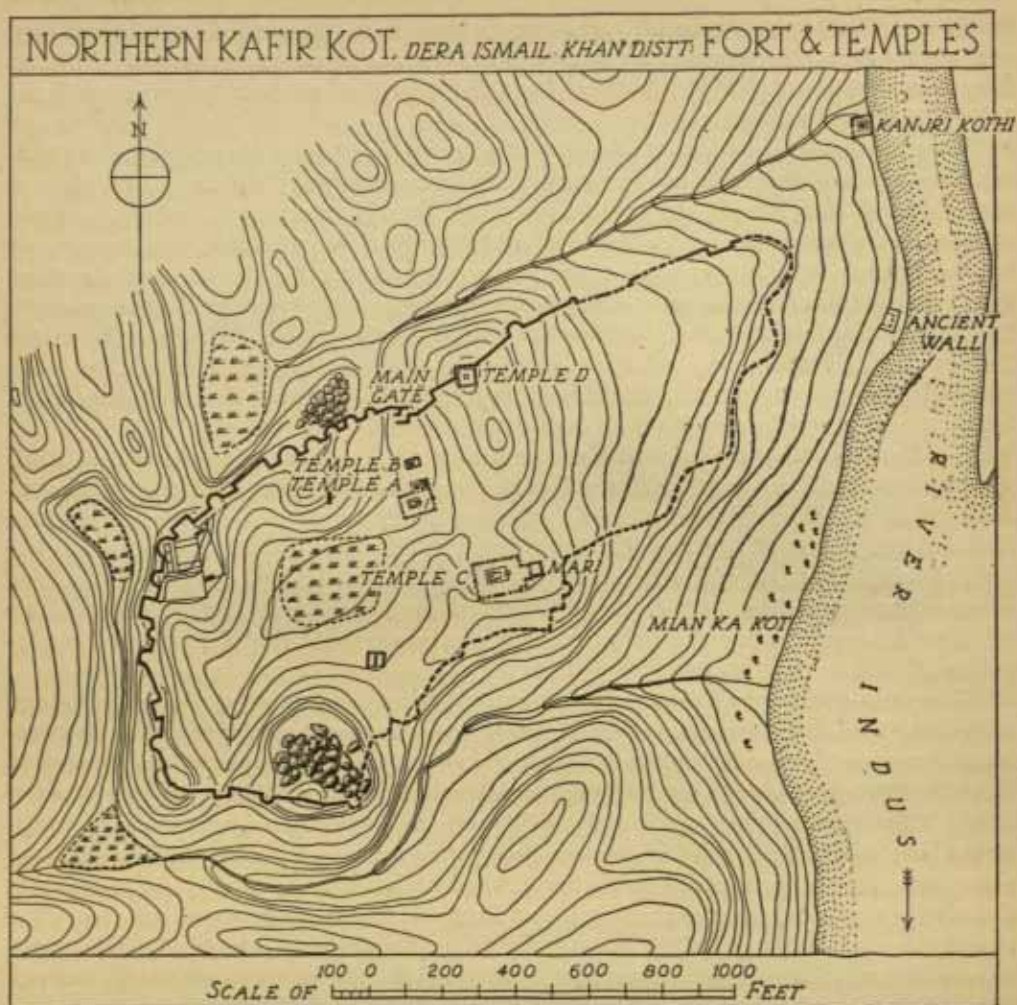 NORTHERN KAFIR KOT. DERA ISMAIL KHAN DISTT: FORT & TEMPLES
N
KANJRI KOTHI
ANCIENT
WALL
MAIN
GATE
TEMPLE D
TEMPLE B
TEMPLE A
TEMPLE C
MARI
MIAN KA KOT
RIVER INDUS
100 0 200 400 600 800 1000
SCALE OF FEET